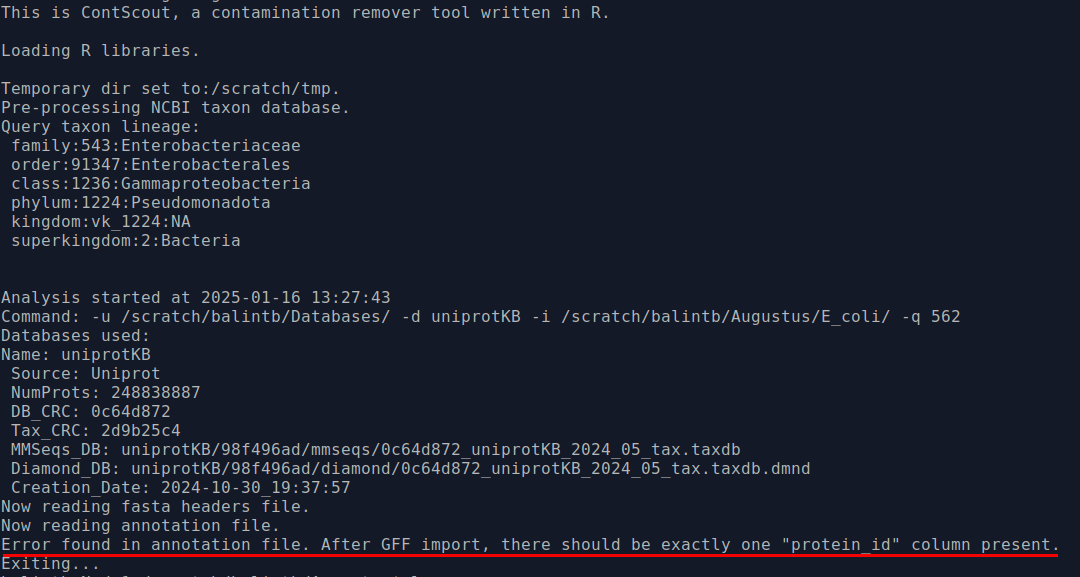 This is ContScout, a contamination remover tool written in R.
Loading R libraries.
Temporary dir set to:/scratch/tmp.
Pre-processing NCBI taxon database.
Query taxon lineage:
family:543:Enterobacteriaceae
order:91347:Enterobacterales
class:1236:Gammaproteobacteria
phylum:1224:Pseudomonadota
kingdom:vk_1224:NA
superkingdom:2:Bacteria
Analysis started at 2025-01-16 13:27:43
Command: -u /scratch/balintb/Databases/ -d uniprotKB -i /scratch/balintb/Augustus/E_coli/ -q 562
Databases used:
Name: uniprotKB
Source: Uniprot
NumProts: 248838887
DB_CRC: 0c64d872
Tax_CRC: 2d9b25c4
MMSeqs_DB: uniprotKB/98f496ad/mmseqs/0c64d872_uniprotKB_2024_05_tax.taxdb
Diamond_DB: uniprotKB/98f496ad/diamond/0c64d872_uniprotKB_2024_05_tax.taxdb.dmnd
Creation_Date: 2024-10-30_19:37:57
Now reading fasta headers file.
Now reading annotation file.
Error found in annotation file. After GFF import, there should be exactly one "protein_id" column present.
Exiting...